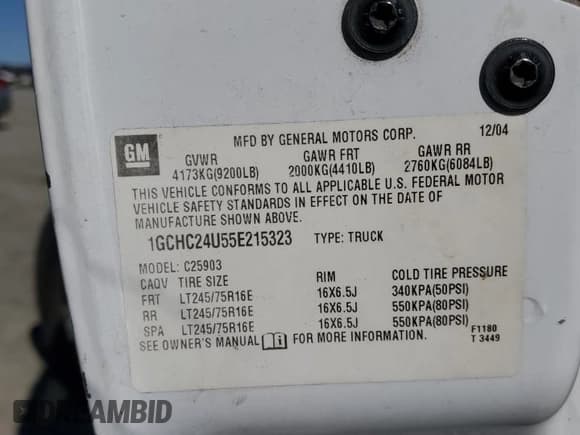 GM
MFD BY GENERAL MOTORS CORP. 12/04
GVWR GAWR FRT GAWR RR
4173KG(9200LB) 2000KG(4410LB) 2760KG(6084LB)
THIS VEHICLE CONFORMS TO ALL APPLICABLE U.S. FEDERAL MOTOR
VEHICLE SAFETY STANDARDS IN EFFECT ON THE DATE OF
MANUFACTURE SHOWN ABOVE.
1GCHC24U55E215323 TYPE: TRUCK
MODEL: C25903
CAQV TIRE SIZE RIM COLD TIRE PRESSURE
FRT LT245/75R16E 16X6.5J 340KPA(50PSI)
RR LT245/75R16E 16X6.5J 550KPA(80PSI)
SPA LT245/75R16E 16X6.5J 550KPA(80PSI)
SEE OWNER'S MANUAL FOR MORE INFORMATION.
F1180
T 3449
DREAMBID